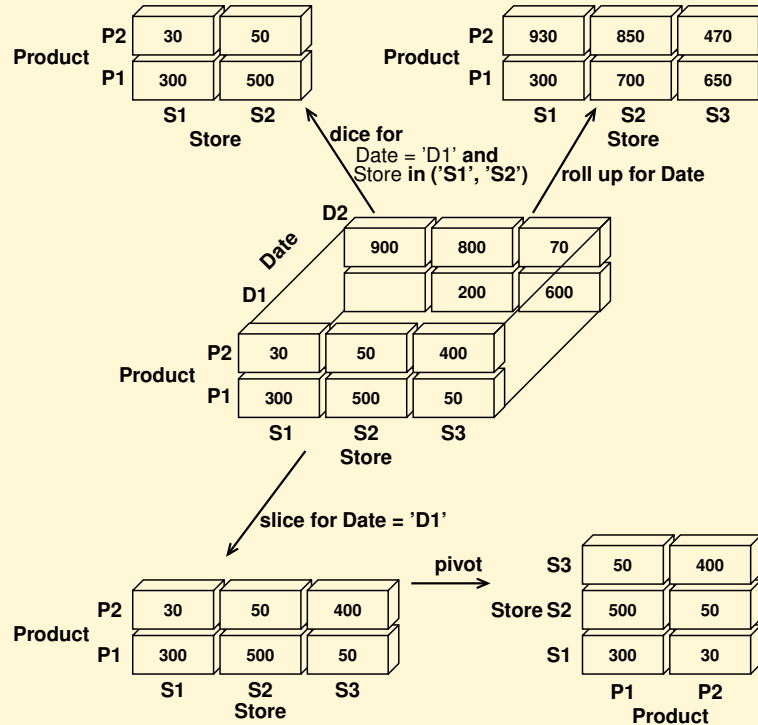 P2 30 50
Product
P1 300 500
S1 S2
Store
P2 930 850 470
Product
P1 300 700 650
S1 S2 S3
Store
dice for
Date = 'D1' and
Store in ('S1', 'S2')
roll up for Date
D2
900 800 70
Date
200 600
D1
P2 30 50 400
Product
P1 300 500 50
S1 S2 S3
Store
slice for Date = 'D1'
P2 30 50 400
Product
P1 300 500 50
S1 S2 S3
Store
pivot
S3 50 400
Store S2 500 50
S1 300 30
P1 P2
Product